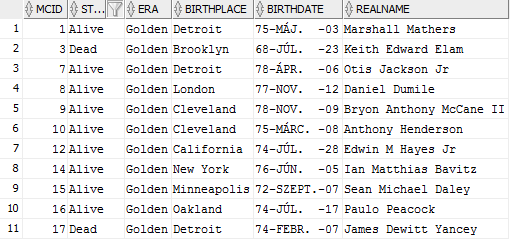 MCID ST... ERA BIRTHPLACE BIRTHDATE REALNAME
1 1 Alive Golden Detroit 75-MÁJ. -03 Marshall Mathers
2 3 Dead Golden Brooklyn 68-JÚL. -23 Keith Edward Elam
3 7 Alive Golden Detroit 78-ÁPR. -06 Otis Jackson Jr
4 8 Alive Golden London 77-NOV. -12 Daniel Dumile
5 9 Alive Golden Cleveland 78-NOV. -09 Bryon Anthony McCane II
6 10 Alive Golden Cleveland 75-MÁRC. -08 Anthony Henderson
7 12 Alive Golden California 74-JÚL. -28 Edwin M Hayes Jr
8 14 Alive Golden New York 76-JÚN. -05 Ian Matthias Bavitz
9 15 Alive Golden Minneapolis 72-SZEPT.-07 Sean Michael Daley
10 16 Alive Golden Oakland 74-JÚL. -17 Paulo Peacock
11 17 Dead Golden Detroit 74-FEBR. -07 James Dewitt Yancey